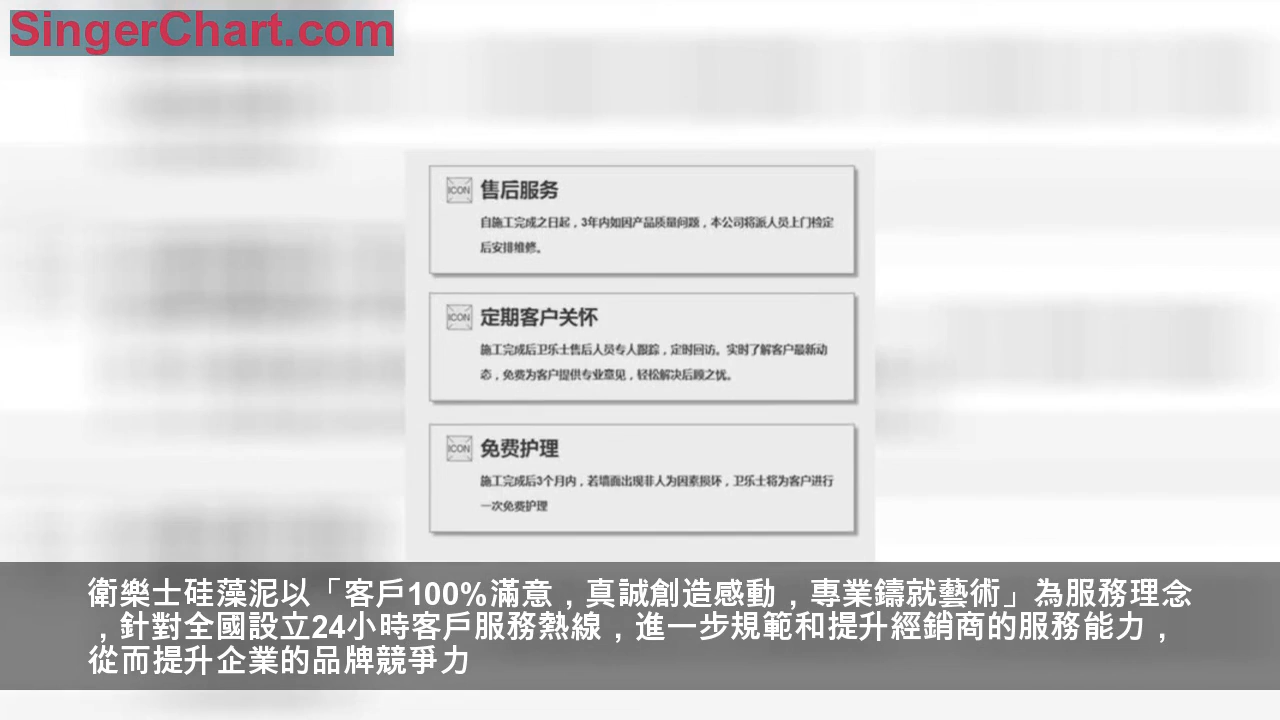 SingerChart.com
ICON 售后服务
自施工完成之日起，3年内如因产品质量问题，本公司将派人员上门检定
后安排维修。
ICON 定期客户关怀
施工完成后卫乐士售后人员专人跟踪，定时回访。实时了解客户最新动
态，免费为客户提供专业意见，轻松解决后顾之忧。
ICON 免费护理
施工完成后3个月内，若墙面出现非人为因素损坏，卫乐士将为客户进行
一次免费护理
衛樂士硅藻泥以「客戶100%滿意，真誠創造感動，專業鑄就藝術」為服務理念
，針對全國設立24小時客戶服務熱線，進一步規範和提升經銷商的服務能力，
從而提升企業的品牌競爭力